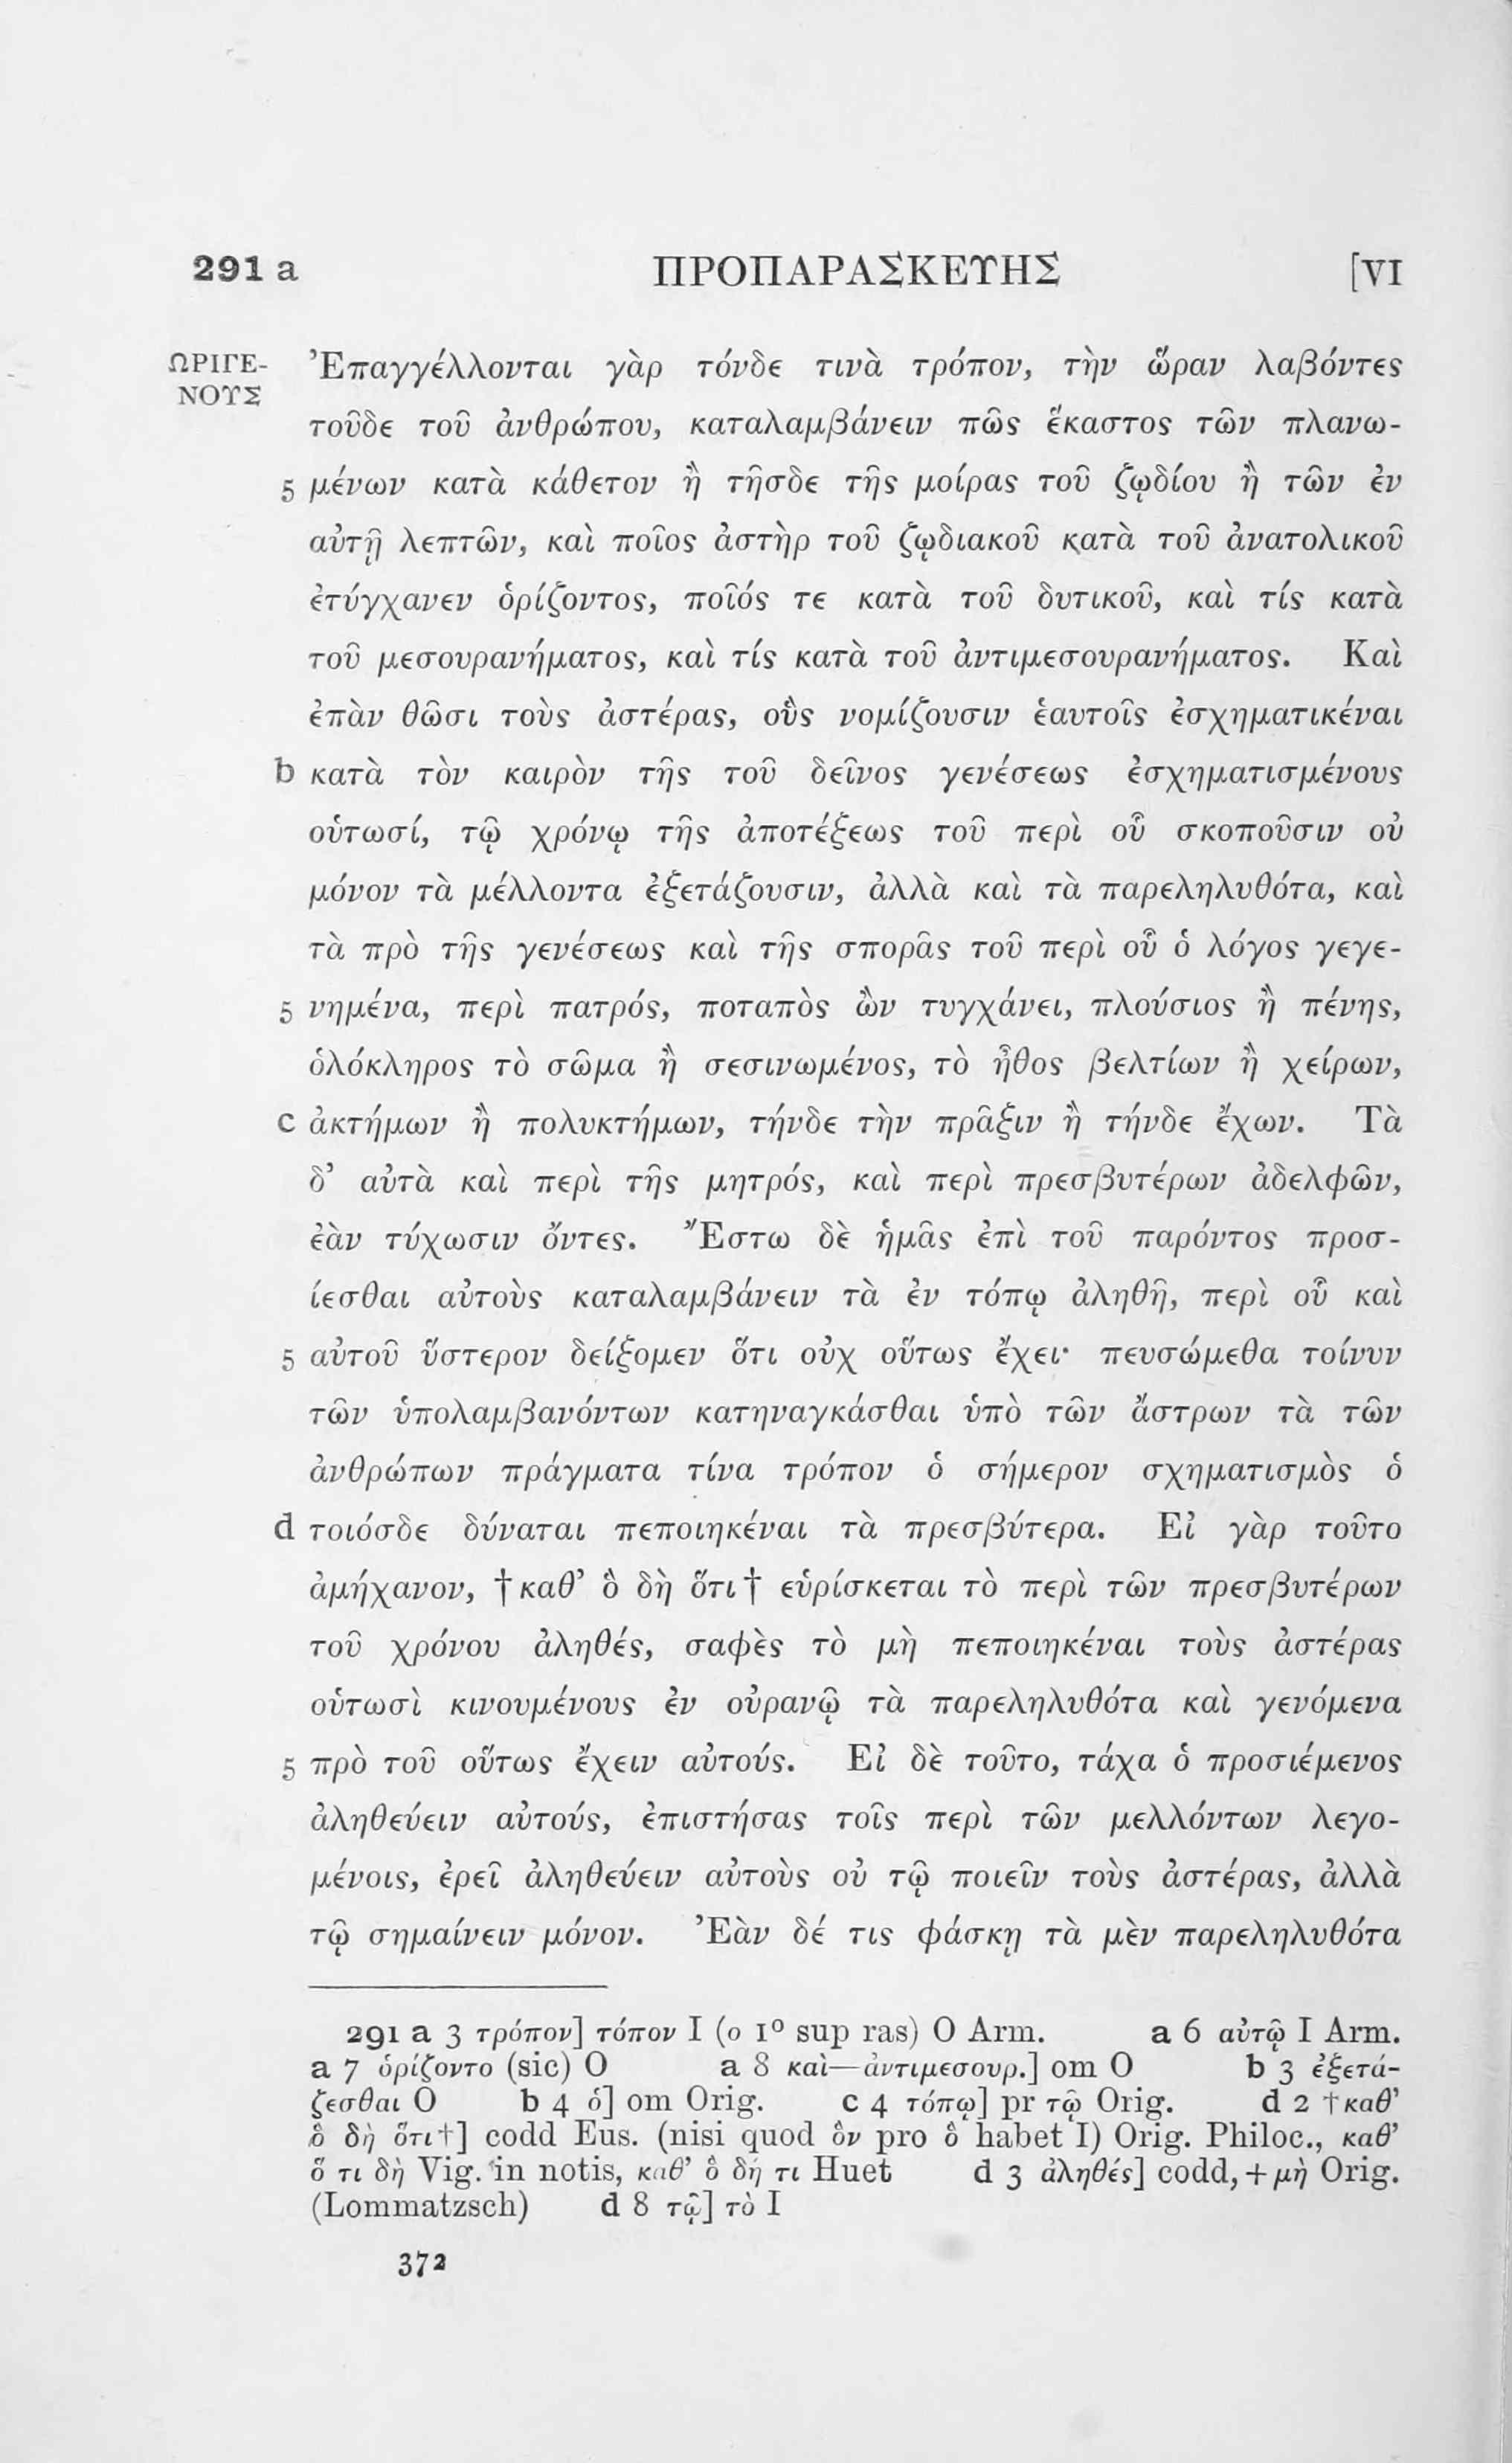 291 a ΠΡΟΠΑΡΑΣΚΕΥΗΣ [VI
ΩΡΙΓΕ- Ἐπαγγέλλονται γὰρ τόνδε τινὰ τρόπον, τὴν ὥραν λαβόντες
ΝΟΥΣ
τοῦδε τοῦ ἀνθρώπου, καταλαμβάνειν πῶς ἕκαστος τῶν πλανω-
5 μένων κατὰ κάθετον ἢ τῆσδε τῆς μοίρας τοῦ ζῳδίου ἢ τῶν ἐν
αὐτῇ λεπτῶν, καὶ ποῖος ἀστὴρ τοῦ ζῳδιακοῦ κατὰ τοῦ ἀνατολικοῦ
ἐτύγχανεν ὁρίζοντος, ποῖός τε κατὰ τοῦ δυτικοῦ, καὶ τίς κατὰ
τοῦ μεσουρανήματος, καὶ τίς κατὰ τοῦ ἀντιμεσουρανήματος. Καὶ
ἐπὰν θῶσι τοὺς ἀστέρας, οὓς νομίζουσιν ἑαυτοῖς ἐσχηματικέναι
b κατὰ τὸν καιρὸν τῆς τοῦ δεῖνος γενέσεως ἐσχηματισμένους
οὑτωσί, τῷ χρόνῳ τῆς ἀποτέξεως τοῦ περὶ οὗ σκοποῦσιν οὐ
μόνον τὰ μέλλοντα ἐξετάζουσιν, ἀλλὰ καὶ τὰ παρεληλυθότα, καὶ
τὰ πρὸ τῆς γενέσεως καὶ τῆς σπορᾶς τοῦ περὶ οὗ ὁ λόγος γεγε-
5 νημένα, περὶ πατρός, ποταπὸς ὢν τυγχάνει, πλούσιος ἢ πένης,
ὁλόκληρος τὸ σῶμα ἢ σεσινωμένος, τὸ ἦθος βελτίων ἢ χείρων,
c ἀκτήμων ἢ πολυκτήμων, τήνδε τὴν πρᾶξιν ἢ τήνδε ἔχων. Τὰ
δ’ αὐτὰ καὶ περὶ τῆς μητρός, καὶ περὶ πρεσβυτέρων ἀδελφῶν,
ἐὰν τύχωσιν ὄντες. Ἔστω δὲ ἡμᾶς ἐπὶ τοῦ παρόντος προσ-
ίεσθαι αὐτοὺς καταλαμβάνειν τὰ ἐν τόπῳ ἀληθῆ, περὶ οὗ καὶ
5 αὐτοῦ ὕστερον δείξομεν ὅτι οὐχ οὕτως ἔχει· πευσώμεθα τοίνυν
τῶν ὑπολαμβανόντων κατηναγκάσθαι ὑπὸ τῶν ἄστρων τὰ τῶν
ἀνθρώπων πράγματα τίνα τρόπον ὁ σήμερον σχηματισμὸς ὁ
d τοιόσδε δύναται πεποιηκέναι τὰ πρεσβύτερα. Εἰ γὰρ τοῦτο
ἀμήχανον, †καθ’ ὃ δὴ ὅτι† εὑρίσκεται τὸ περὶ τῶν πρεσβυτέρων
τοῦ χρόνου ἀληθές, σαφὲς τὸ μὴ πεποιηκέναι τοὺς ἀστέρας
οὑτωσὶ κινουμένους ἐν οὐρανῷ τὰ παρεληλυθότα καὶ γενόμενα
5 πρὸ τοῦ οὕτως ἔχειν αὐτούς. Εἰ δὲ τοῦτο, τάχα ὁ προσιέμενος
ἀληθεύειν αὐτούς, ἐπιστήσας τοῖς περὶ τῶν μελλόντων λεγο-
μένοις, ἐρεῖ ἀληθεύειν αὐτοὺς οὐ τῷ ποιεῖν τοὺς ἀστέρας, ἀλλὰ
τῷ σημαίνειν μόνον. Ἐὰν δέ τις φάσκῃ τὰ μὲν παρεληλυθότα
291 a 3 τρόπον] τόπον I (ο 1° sup ras) O Arm. a 6 αὐτῷ I Arm.
a 7 ὁρίζοντο (sic) O a 8 καὶ—ἀντιμεσουρ.] om O b 3 ἐξετά-
ζεσθαι O b 4 ὁ] om Orig. c 4 τόπῳ] pr τῷ Orig. d 2 †καθ’
ὃ δὴ ὅτι†] codd Eus. (nisi quod ὃν pro ὃ habet I) Orig. Philoc., καθ’
ὅ τι δὴ Vig. in notis, καθ’ ὃ δή τι Huet d 3 ἀληθές] codd, + μὴ Orig.
(Lommatzsch) d 8 τῷ] τὸ I
372